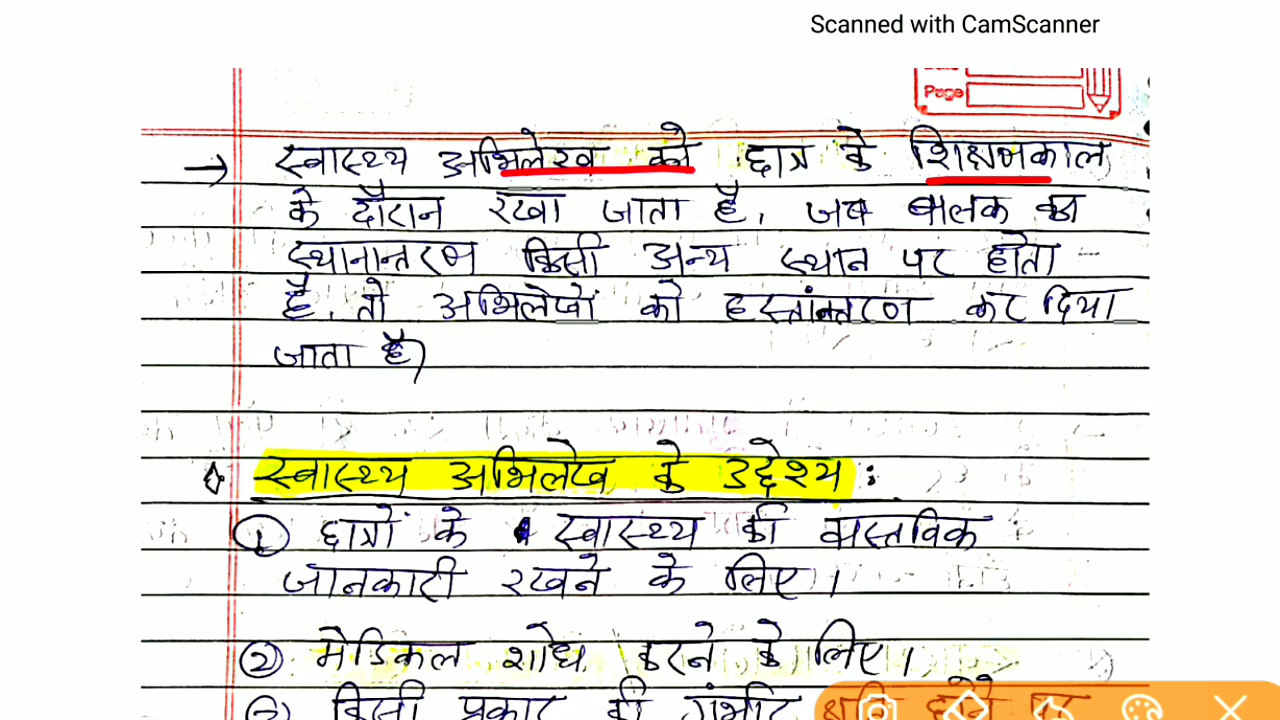 Scanned with CamScanner
Page
→ स्वास्थ्य अभिलेख को छात्र के शिक्षणकाल
के दौरान रखा जाता है, जब बालक का
स्थानान्तरण किसी अन्य स्थान पर होता
है, तो अभिलेखों को हस्तांन्तरण कर दिया
जाता है)
स्वास्थ्य अभिलेख के उद्देश्य :
① छात्रों के स्वास्थ्य की वास्तविक
जानकारी रखने के लिए।
② मेडिकल शोध करने के लिए।
③ किसी प्रकार की गंभीर